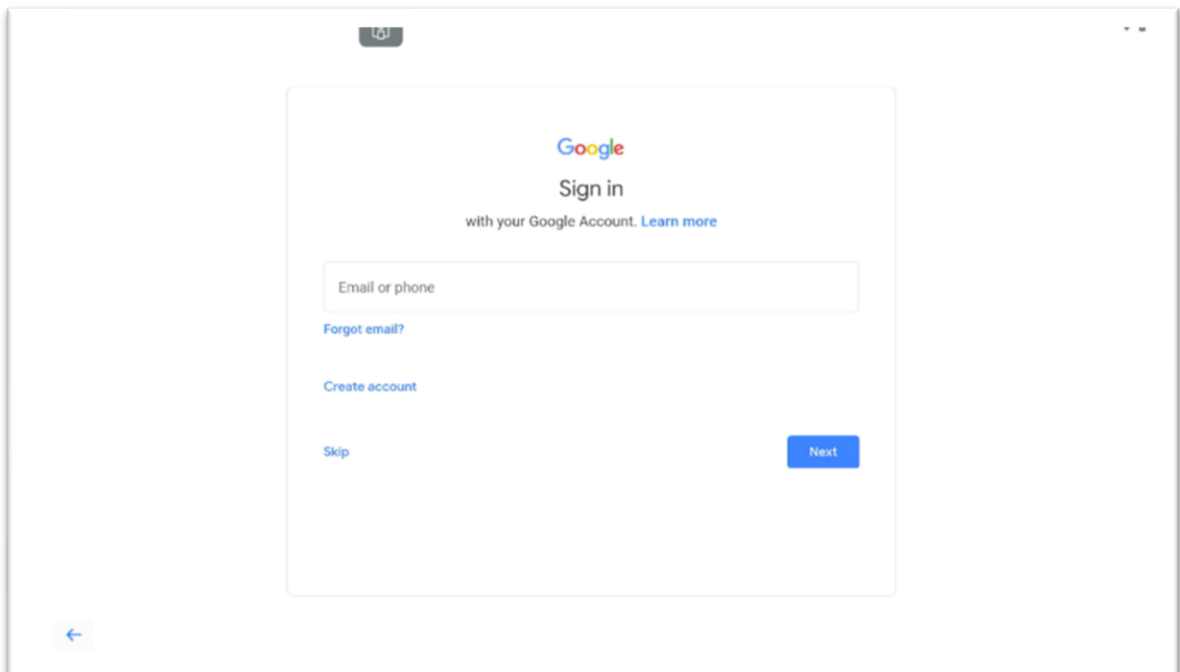 Google
Sign in
with your Google Account. Learn more
Email or phone
Forgot email?
Create account
Skip
Next